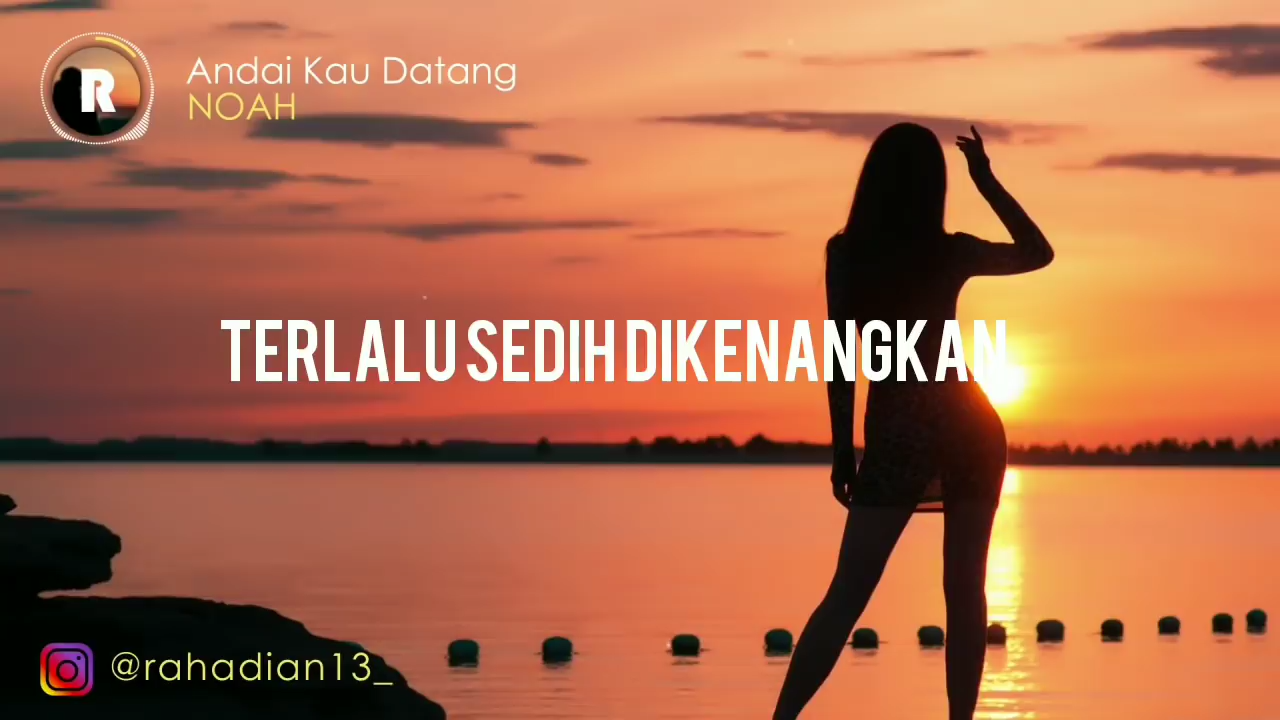 R
Andai Kau Datang
NOAH
TERLALU SEDIH DIKENANGKAN
@rahadian13_